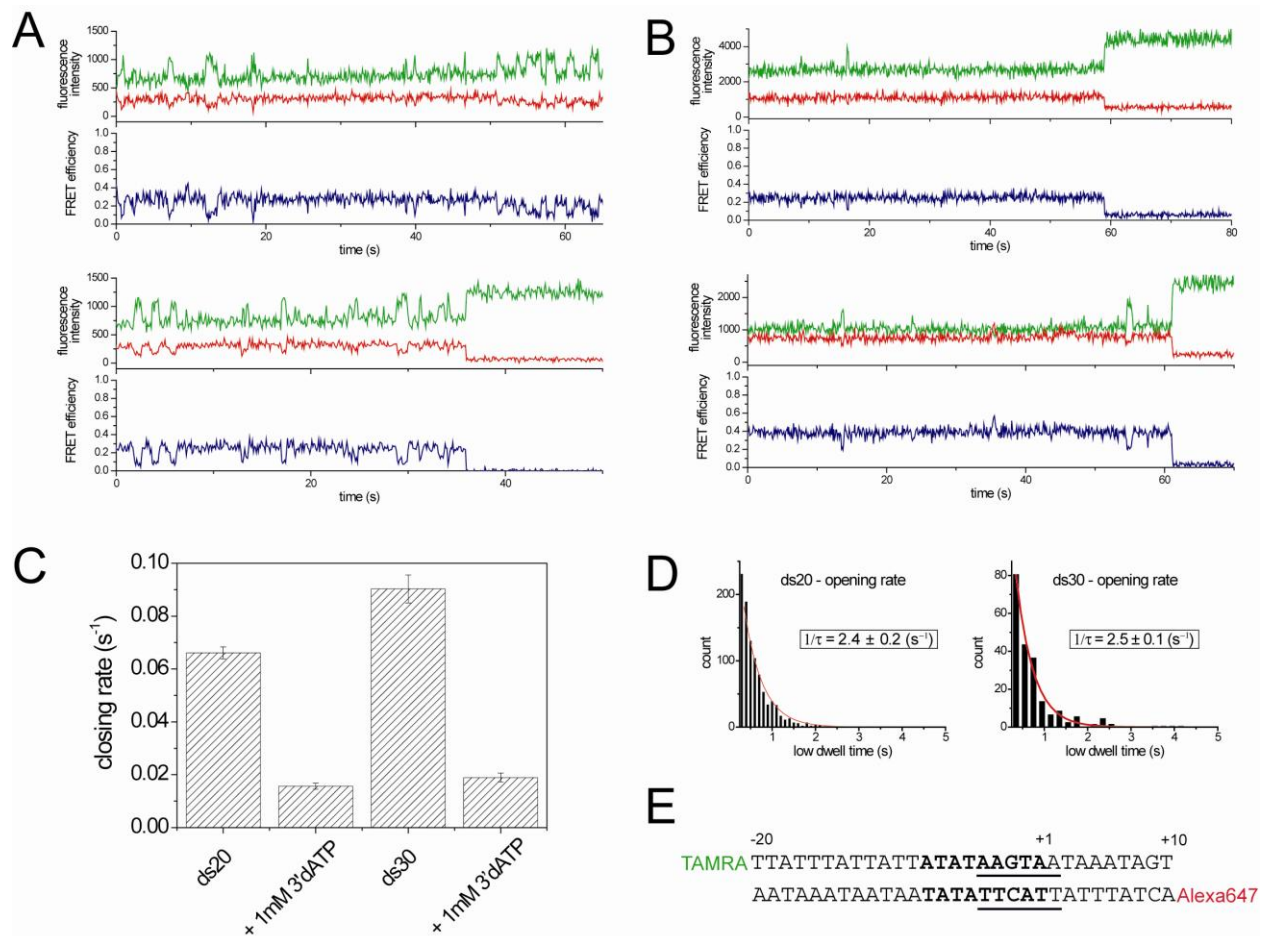 A
fluorescence
intensity
1500
1000
500
0
FRET efficiency
1.0
0.8
0.6
0.4
0.2
0.0
0 20 40 60
time (s)
fluorescence
intensity
1500
1000
500
0
FRET efficiency
1.0
0.8
0.6
0.4
0.2
0.0
0 20 40
time (s)
B
fluorescence
intensity
4000
2000
0
FRET efficiency
1.0
0.8
0.6
0.4
0.2
0.0
0 20 40 60 80
time (s)
fluorescence
intensity
2000
1000
0
FRET efficiency
1.0
0.8
0.6
0.4
0.2
0.0
0 20 40 60
time (s)
C
closing rate (s⁻¹)
0.10
0.08
0.06
0.04
0.02
0.00
ds20
+ 1mM 3'dATP
ds30
+ 1mM 3'dATP
D
ds20 - opening rate
1/τ = 2.4 ± 0.2 (s⁻¹)
count
200
100
0
1 2 3 4 5
low dwell time (s)
ds30 - opening rate
1/τ = 2.5 ± 0.1 (s⁻¹)
count
80
60
40
20
0
1 2 3 4 5
low dwell time (s)
E
-20 +1 +10
TAMRA TTATTTATTATTATATAAGTAATAAATAGT
AATAAATAATAATATATTCATTATTTATCA Alexa647